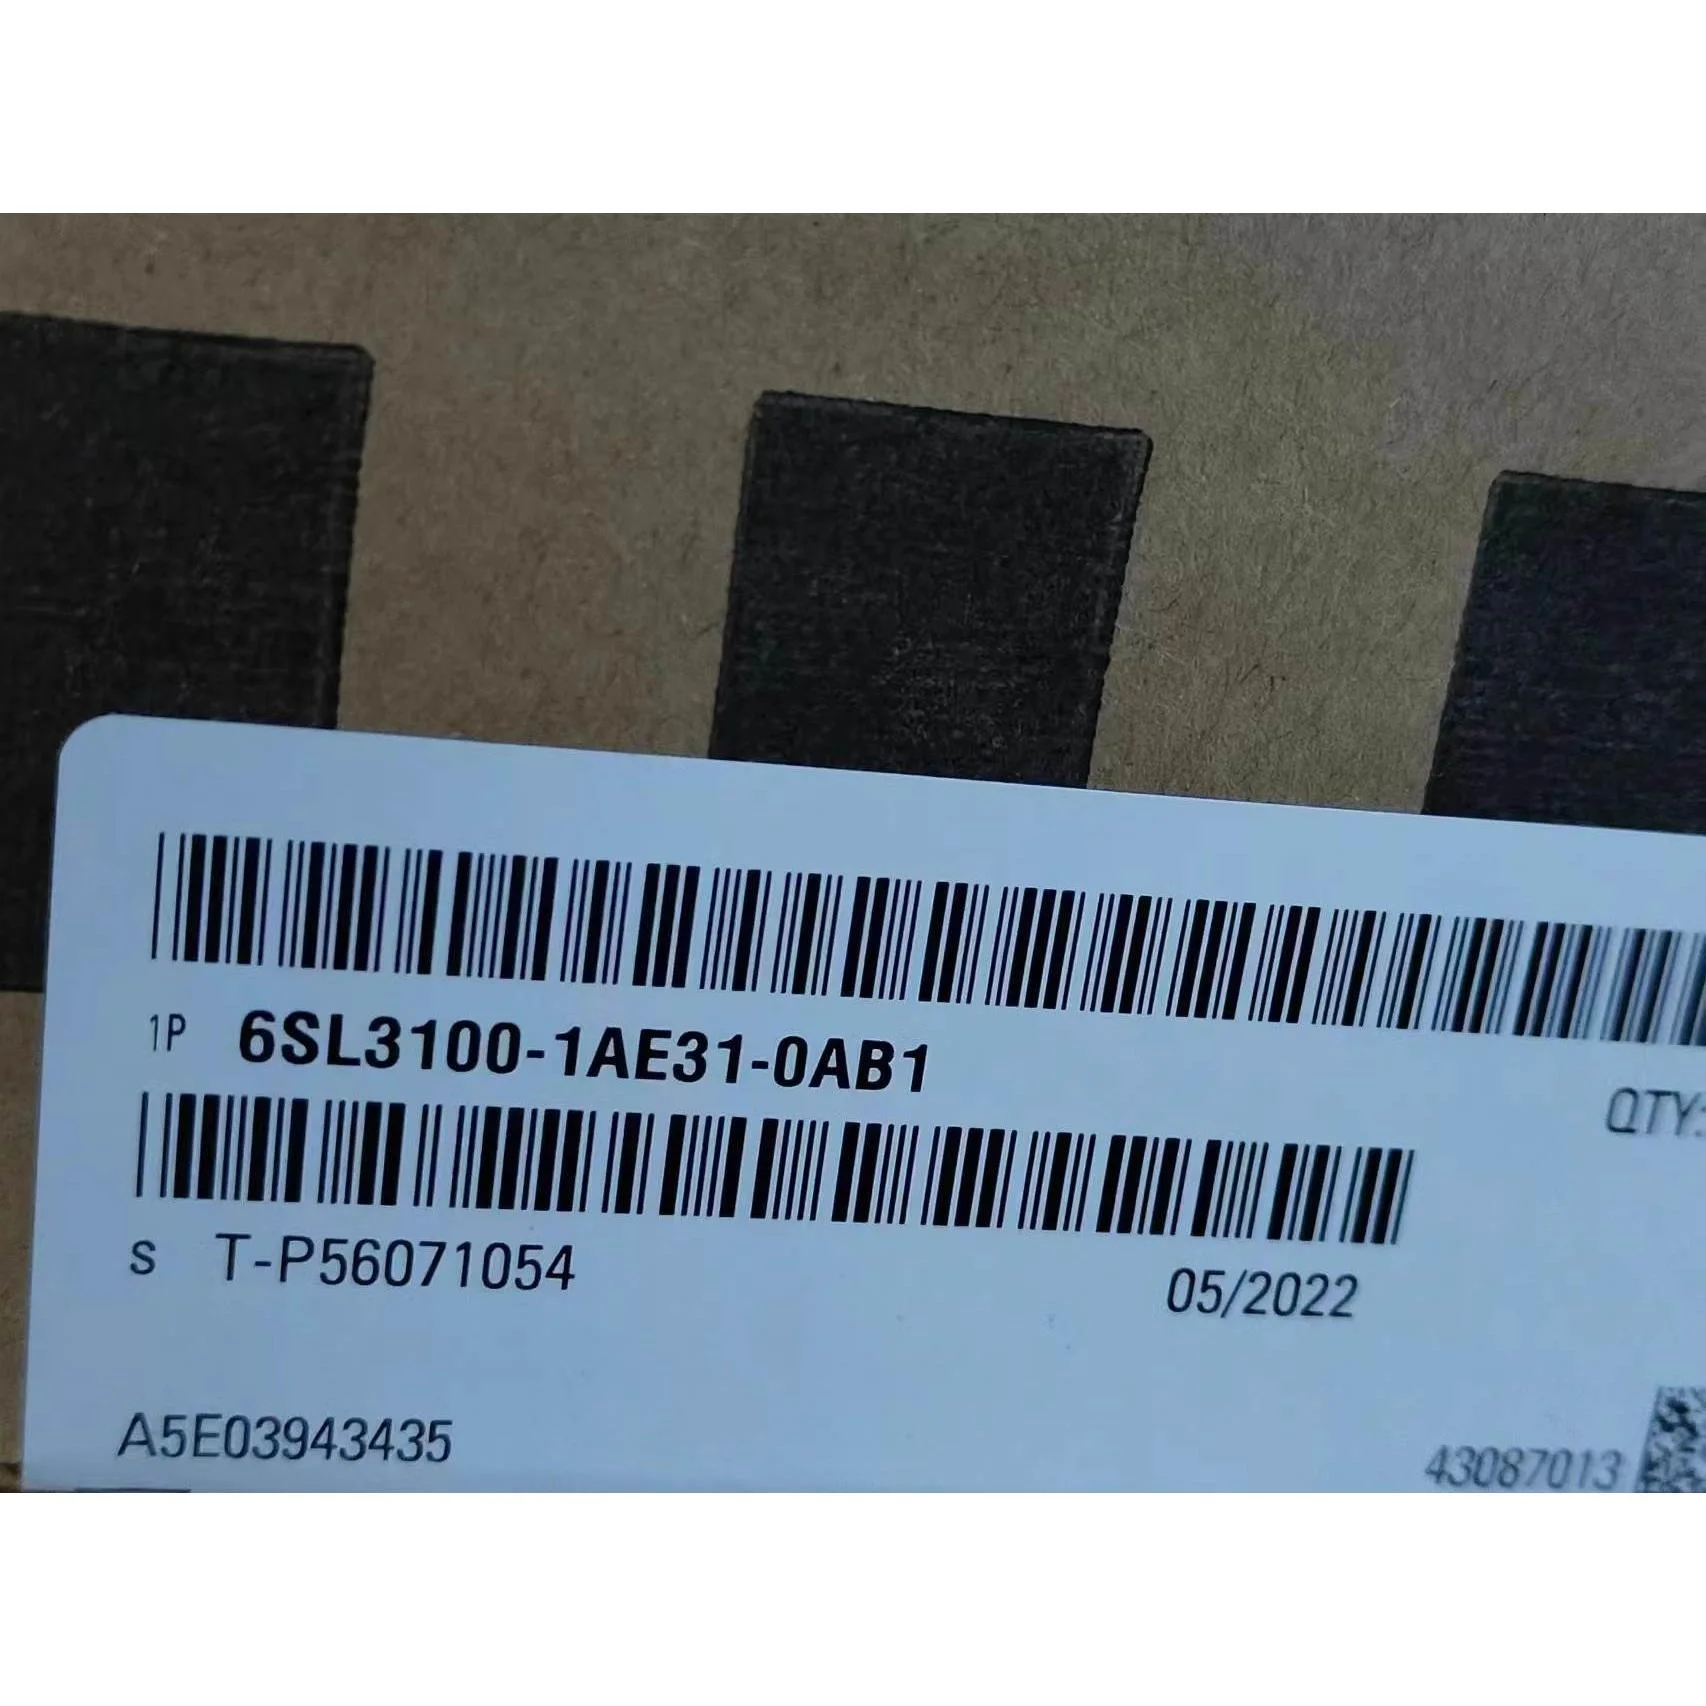 1P 6SL3100-1AE31-0AB1
QTY:
S T-P56071054 05/2022
A5E03943435
43087013